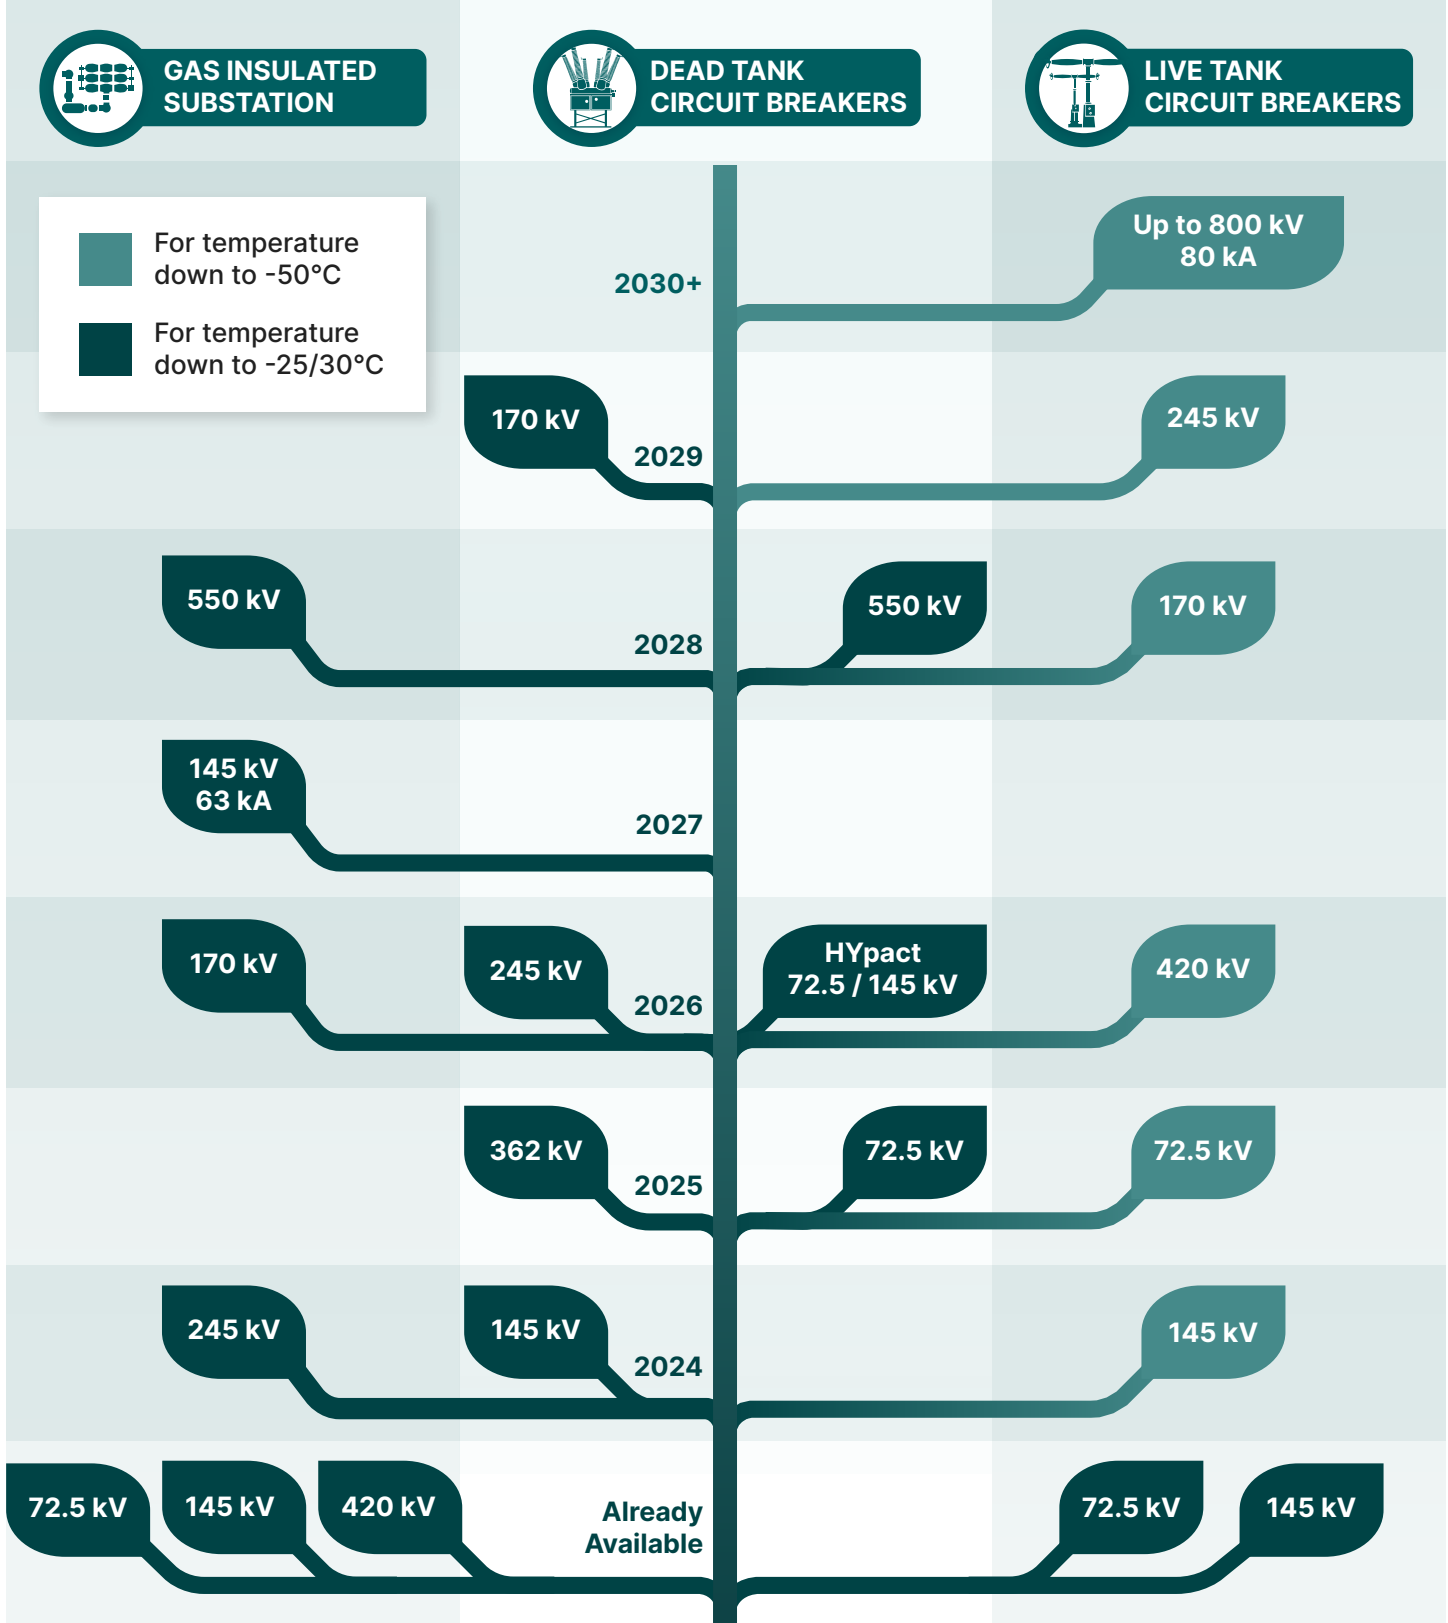 GAS INSULATED
SUBSTATION
DEAD TANK
CIRCUIT BREAKERS
LIVE TANK
CIRCUIT BREAKERS
For temperature
down to -50°C
For temperature
down to -25/30°C
2030+
Up to 800 kV
80 kA
170 kV
2029
245 kV
550 kV
2028
550 kV
170 kV
145 kV
63 kA
2027
170 kV
245 kV
2026
HYpact
72.5 / 145 kV
420 kV
362 kV
2025
72.5 kV
72.5 kV
245 kV
145 kV
2024
145 kV
72.5 kV
145 kV
420 kV
Already
Available
72.5 kV
145 kV